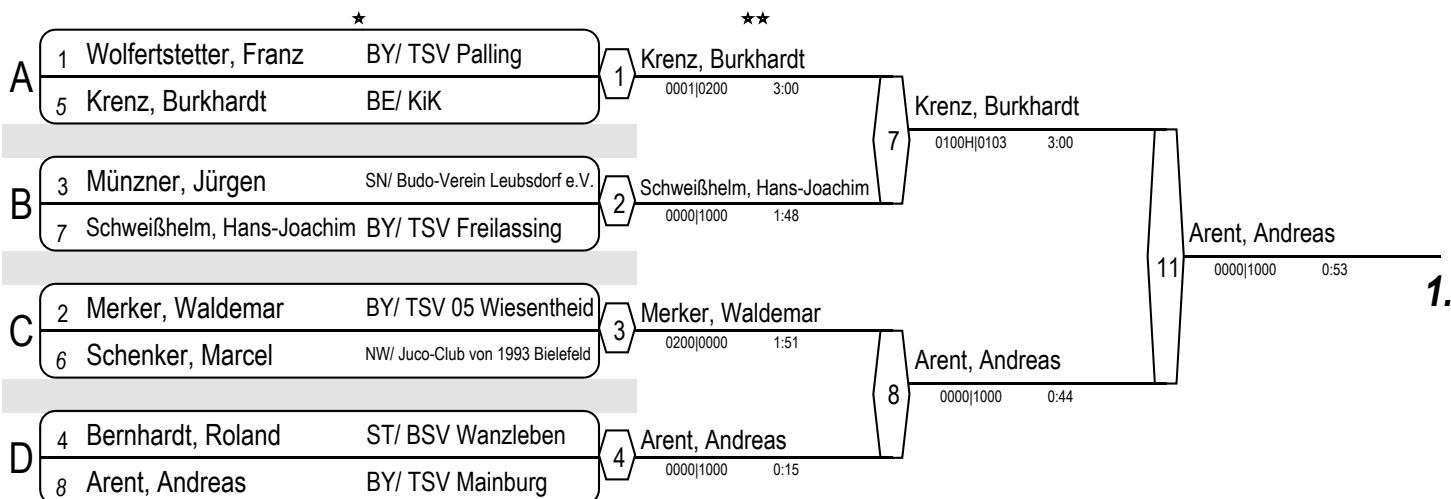 ★ ★★
A
1 Wolfertstetter, Franz BY/ TSV Palling
5 Krenz, Burkhardt BE/ KiK
1
Krenz, Burkhardt
0001|0200 3:00
B
3 Münzner, Jürgen SN/ Budo-Verein Leubsdorf e.V.
7 Schweißhelm, Hans-Joachim BY/ TSV Freilassing
2
Schweißhelm, Hans-Joachim
0000|1000 1:48
7
Krenz, Burkhardt
0100H|0103 3:00
C
2 Merker, Waldemar BY/ TSV 05 Wiesentheid
6 Schenker, Marcel NW/ Juco-Club von 1993 Bielefeld
3
Merker, Waldemar
0200|0000 1:51
D
4 Bernhardt, Roland ST/ BSV Wanzleben
8 Arent, Andreas BY/ TSV Mainburg
4
Arent, Andreas
0000|1000 0:15
8
Arent, Andreas
0000|1000 0:44
11
Arent, Andreas
0000|1000 0:53
1.